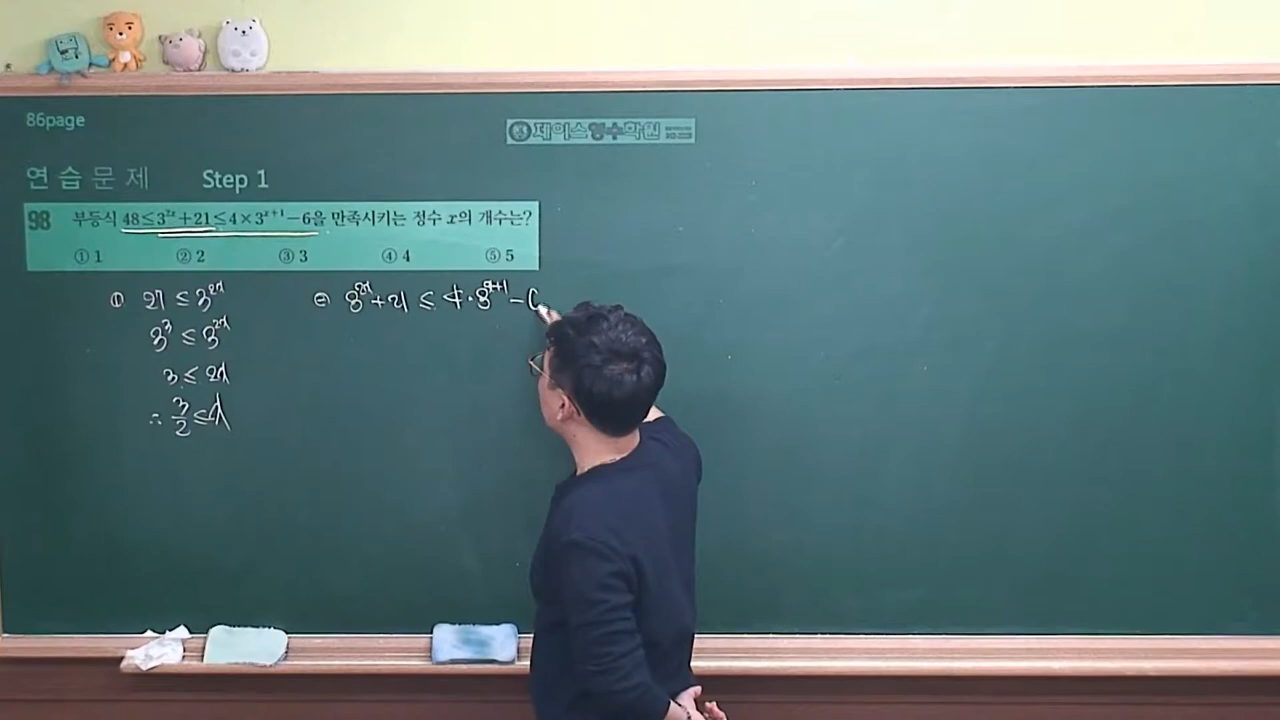 86page
제이스영수학원
연습문제 Step 1
98 부등식 48≤3^{2x}+21≤4×3^{x+1}-6을 만족시키는 정수 x의 개수는?
① 1 ② 2 ③ 3 ④ 4 ⑤ 5
① 27 ≤ 3^{2x}
3^3 ≤ 3^{2x}
3 ≤ 2x
∴ 3/2 ≤ x
② 3^{2x}+21 ≤ 4·3^{x+1}-